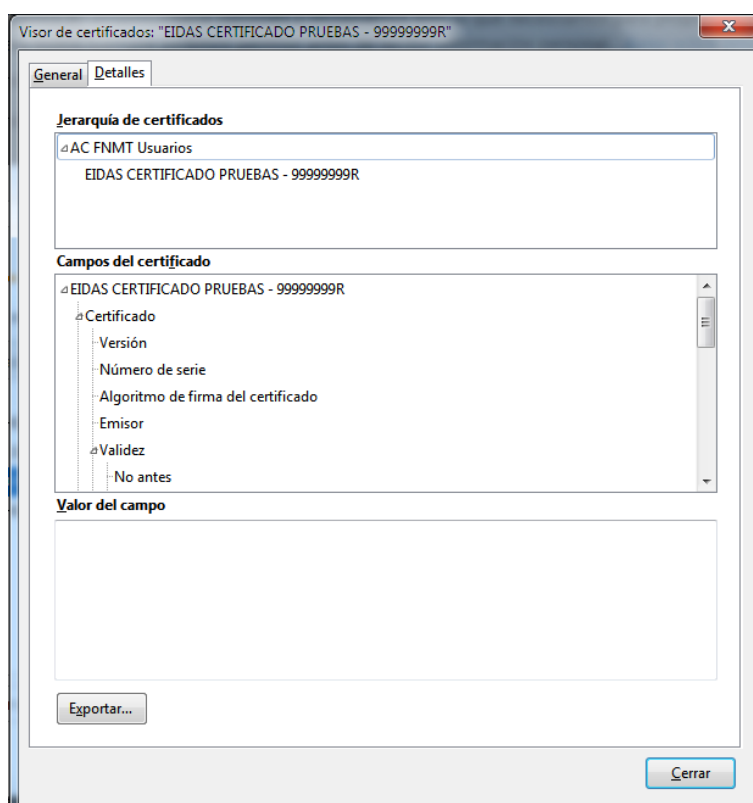 Visor de certificados: "EIDAS CERTIFICADO PRUEBAS - 99999999R"
General Detalles
Jerarquía de certificados
AC FNMT Usuarios
EIDAS CERTIFICADO PRUEBAS - 99999999R
Campos del certificado
EIDAS CERTIFICADO PRUEBAS - 99999999R
Certificado
Versión
Número de serie
Algoritmo de firma del certificado
Emisor
Validez
No antes
Valor del campo
Exportar...
Cerrar